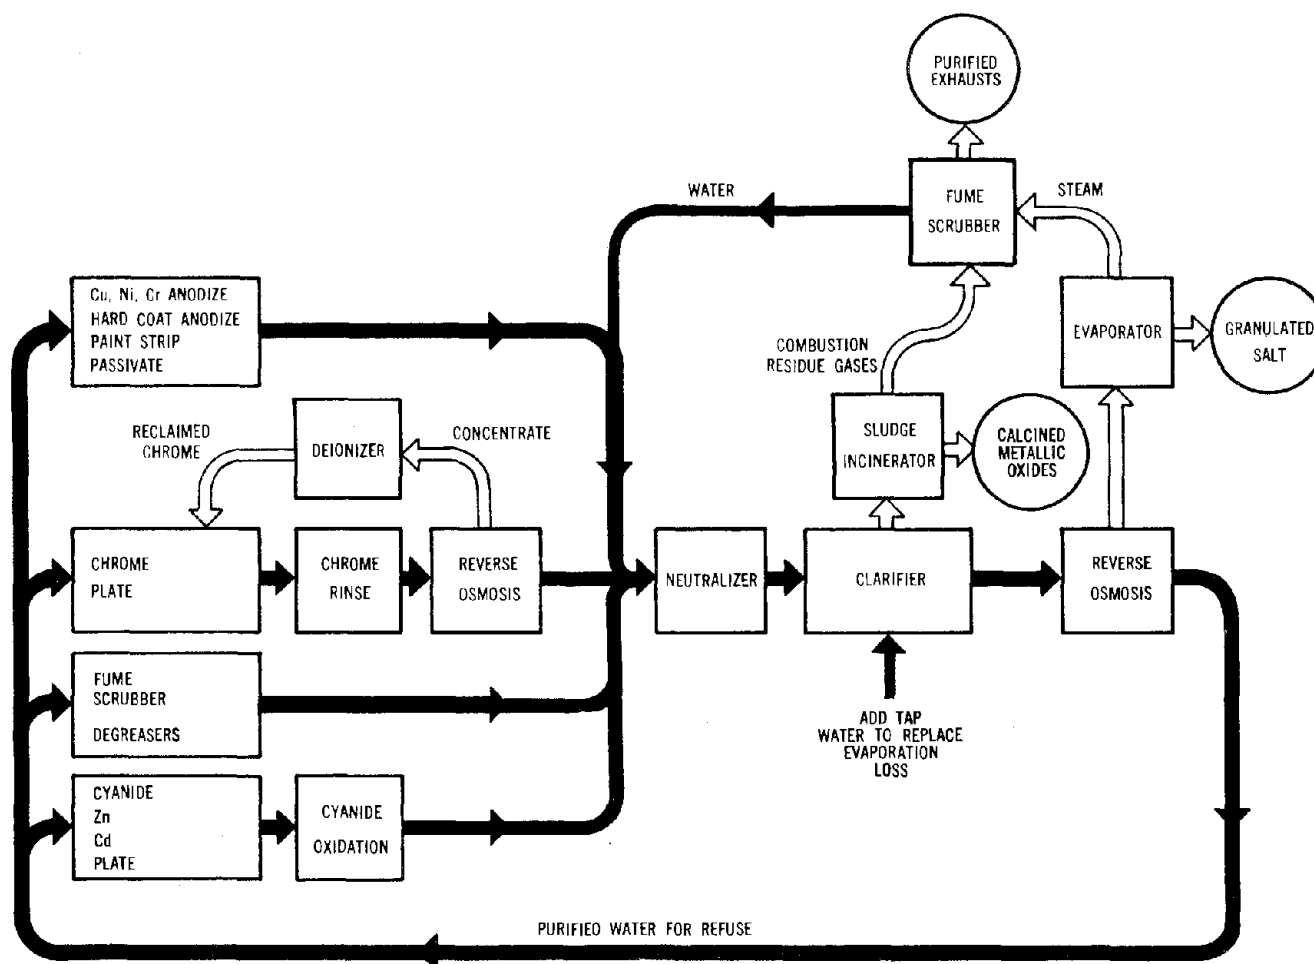 PURIFIED
EXHAUSTS
WATER
FUME
SCRUBBER
STEAM
Cu, Ni, Cr ANODIZE
HARD COAT ANODIZE
PAINT STRIP
PASSIVATE
EVAPORATOR
GRANULATED
SALT
COMBUSTION
RESIDUE GASES
RECLAIMED
CHROME
DEIONIZER
CONCENTRATE
SLUDGE
INCINERATOR
CALCINED
METALLIC
OXIDES
CHROME
PLATE
CHROME
RINSE
REVERSE
OSMOSIS
NEUTRALIZER
CLARIFIER
REVERSE
OSMOSIS
FUME
SCRUBBER
DEGREASERS
ADD TAP
WATER TO REPLACE
EVAPORATION
LOSS
CYANIDE
Zn
Cd
PLATE
CYANIDE
OXIDATION
PURIFIED WATER FOR REFUSE